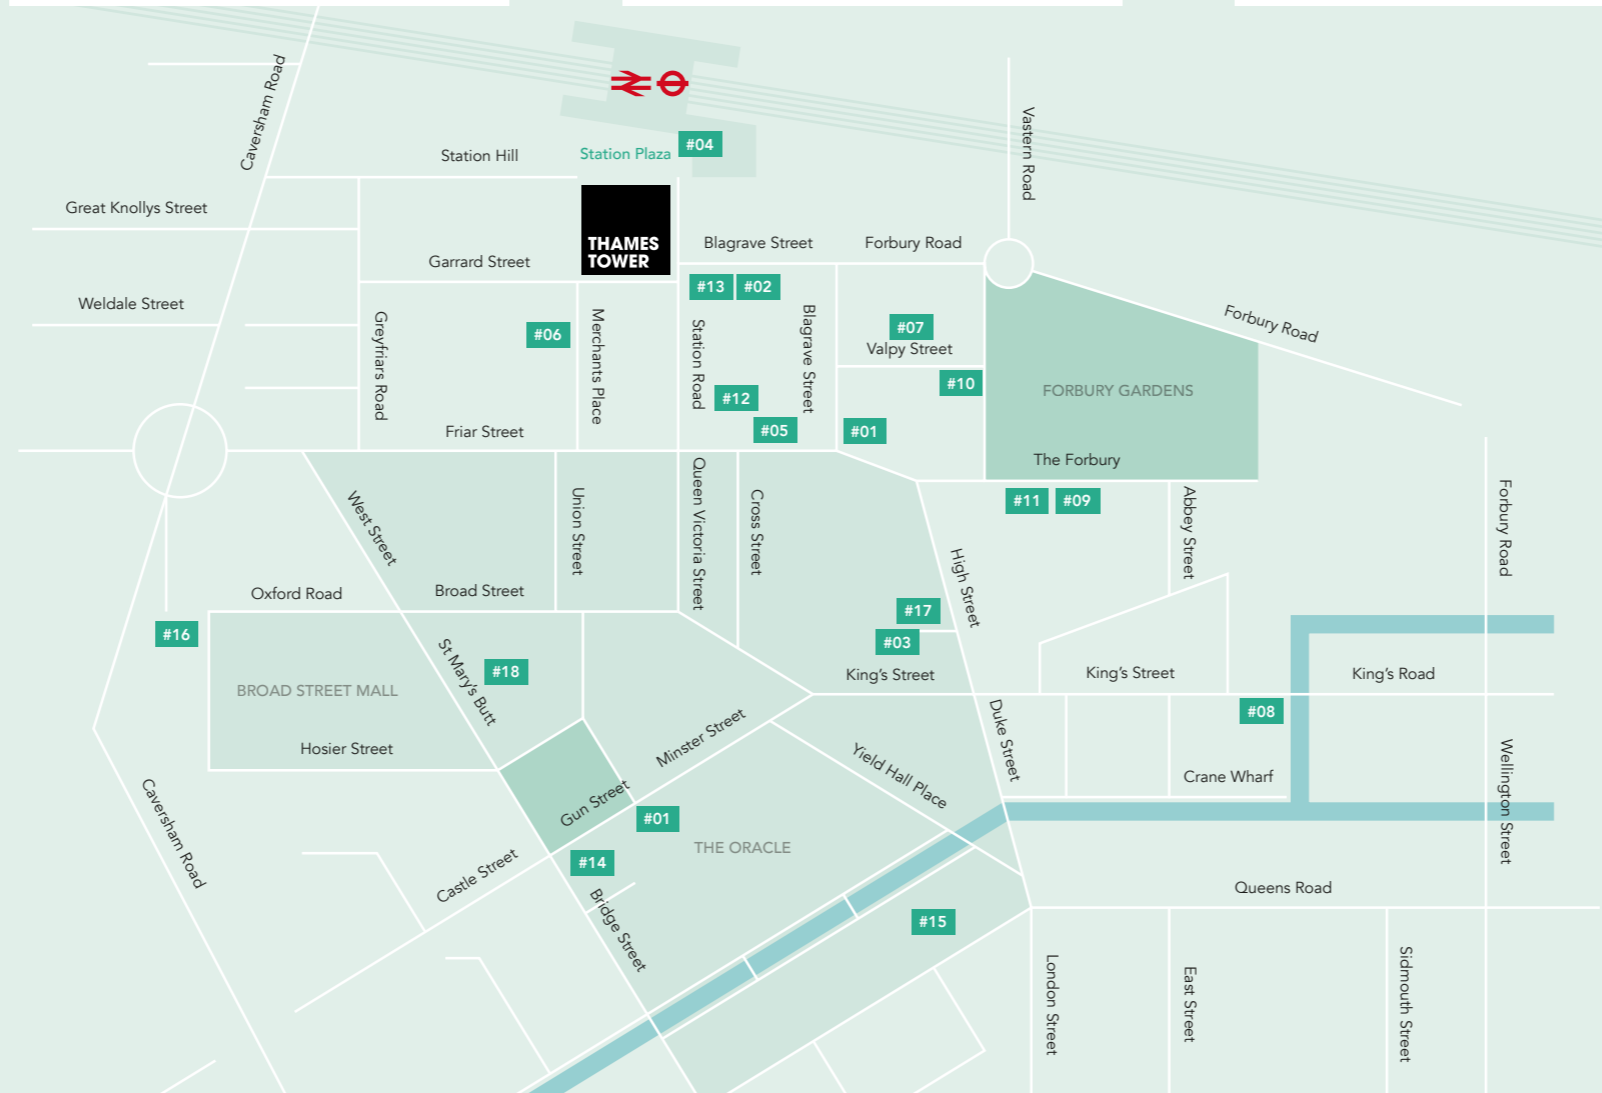 Caversham Road
Vastern Road
#04
Station Hill
Station Plaza
Great Knollys Street
THAMES
TOWER
Blagrave Street
Forbury Road
Garrard Street
#13
#02
Weldale Street
Forbury Road
Greyfriars Road
#06
Merchants Place
Station Road
Blagrave Street
#07
Valpy Street
#10
FORBURY GARDENS
#12
#05
#01
Friar Street
The Forbury
#11
#09
West Street
Union Street
Queen Victoria Street
Cross Street
Abbey Street
Forbury Road
High Street
Oxford Road
Broad Street
#17
#16
#03
St Mary's Butt
#18
King's Street
King's Street
King's Road
BROAD STREET MALL
#08
Hosier Street
Minster Street
Duke Street
Yield Hall Place
Crane Wharf
Wellington Street
Caversham Road
Gun Street
#01
THE ORACLE
#14
Castle Street
Queens Road
Bridge Street
#15
London Street
East Street
Sidmouth Street